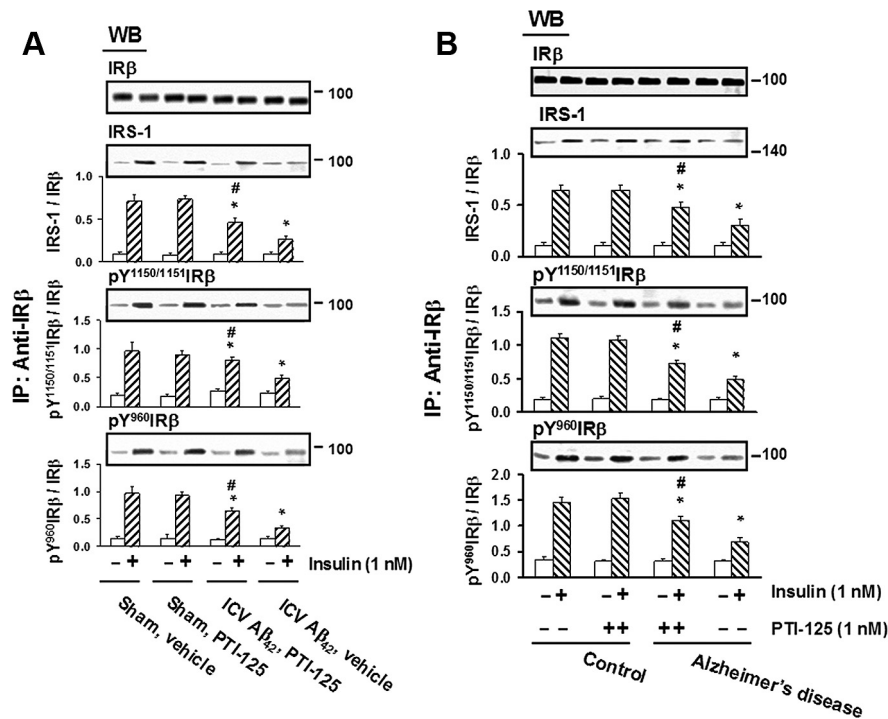 A
WB
IRβ
100
IRS-1
100
1.0
0.5
0.0
IRS-1 / IRβ
#
*
*
pY1150/1151IRβ
100
1.5
1.0
0.5
0.0
pY1150/1151IRβ / IRβ
#
*
*
pY960IRβ
100
1.5
1.0
0.5
0.0
pY960IRβ / IRβ
#
*
*
IP: Anti-IRβ
– + – + – + – + Insulin (1 nM)
Sham, vehicle
Sham, PTI-125
ICV Aβ42, PTI-125
ICV Aβ42, vehicle
B
WB
IRβ
100
IRS-1
140
1.0
0.5
0.0
IRS-1 / IRβ
#
*
*
pY1150/1151IRβ
100
1.5
1.0
0.5
0.0
pY1150/1151IRβ / IRβ
#
*
*
pY960IRβ
100
2.0
1.5
1.0
0.5
0.0
pY960IRβ / IRβ
#
*
*
IP: Anti-IRβ
– + – + – + – + Insulin (1 nM)
– – ++ ++ – – PTI-125 (1 nM)
Control
Alzheimer's disease